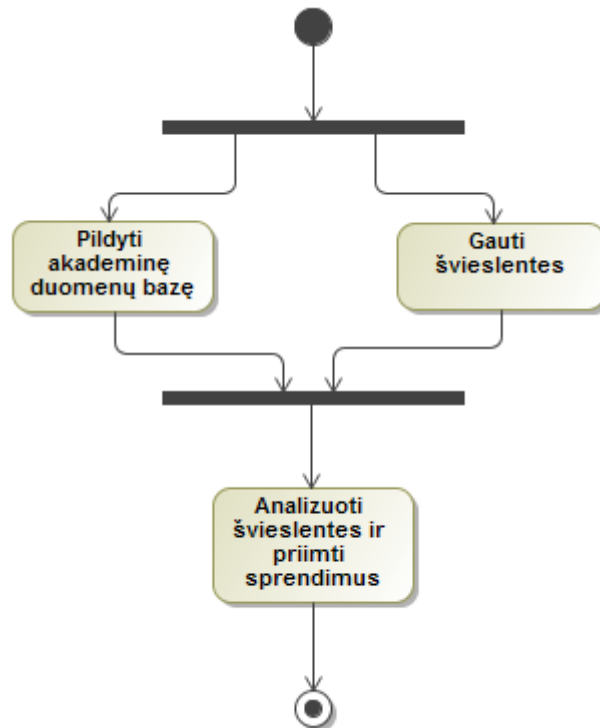 Pildyti
akademinę
duomenų bazę
Gauti
švieslentes
Analizuoti
švieslentes ir
priimti
sprendimus